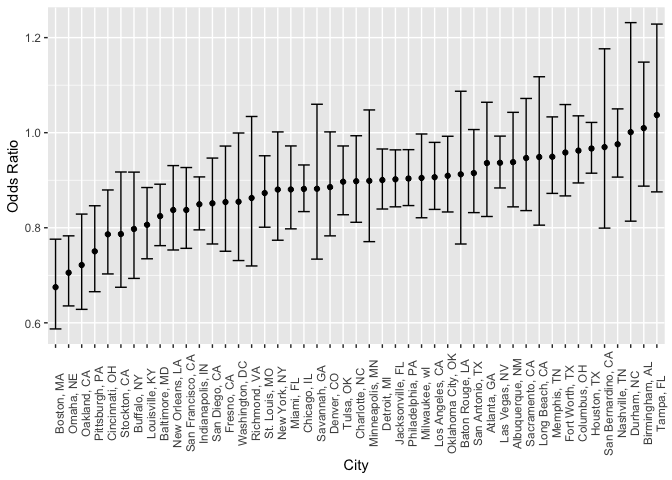 1.2
1.0
0.8
0.6
Odds Ratio
Boston, MA
Omaha, NE
Oakland, CA
Pittsburgh, PA
Cincinnati, OH
Stockton, CA
Buffalo, NY
Louisville, KY
Baltimore, MD
New Orleans, LA
San Francisco, CA
Indianapolis, IN
San Diego, CA
Fresno, CA
Washington, DC
Richmond, VA
St. Louis, MO
New York, NY
Miami, FL
Chicago, IL
Savannah, GA
Denver, CO
Tulsa, OK
Charlotte, NC
Minneapolis, MN
Detroit, MI
Jacksonville, FL
Philadelphia, PA
Milwaukee, wI
Los Angeles, CA
Oklahoma City, OK
Baton Rouge, LA
San Antonio, TX
Atlanta, GA
Las Vegas, NV
Albuquerque, NM
Sacramento, CA
Long Beach, CA
Memphis, TN
Fort Worth, TX
Columbus, OH
Houston, TX
San Bernardino, CA
Nashville, TN
Durham, NC
Birmingham, AL
Tampa, FL
City